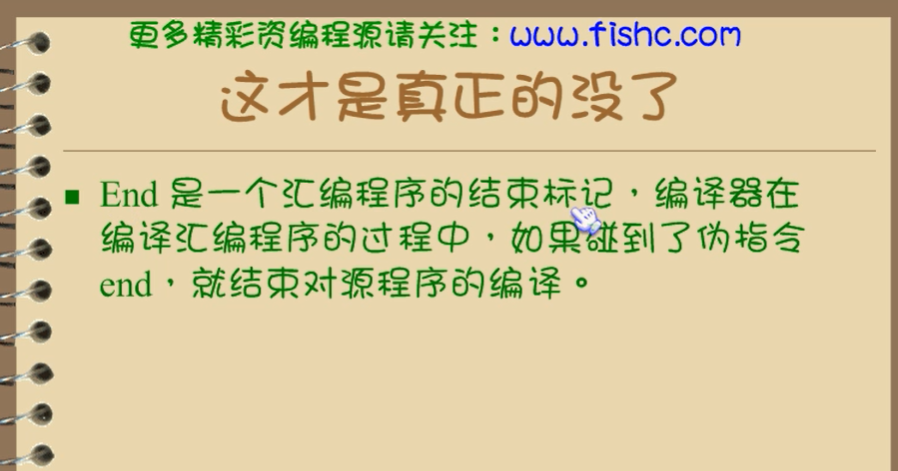 更多精彩资编程源请关注：www.fishc.com
这才是真正的没了
End 是一个汇编程序的结束标记，编译器在
编译汇编程序的过程中，如果碰到了伪指令
end，就结束对源程序的编译。